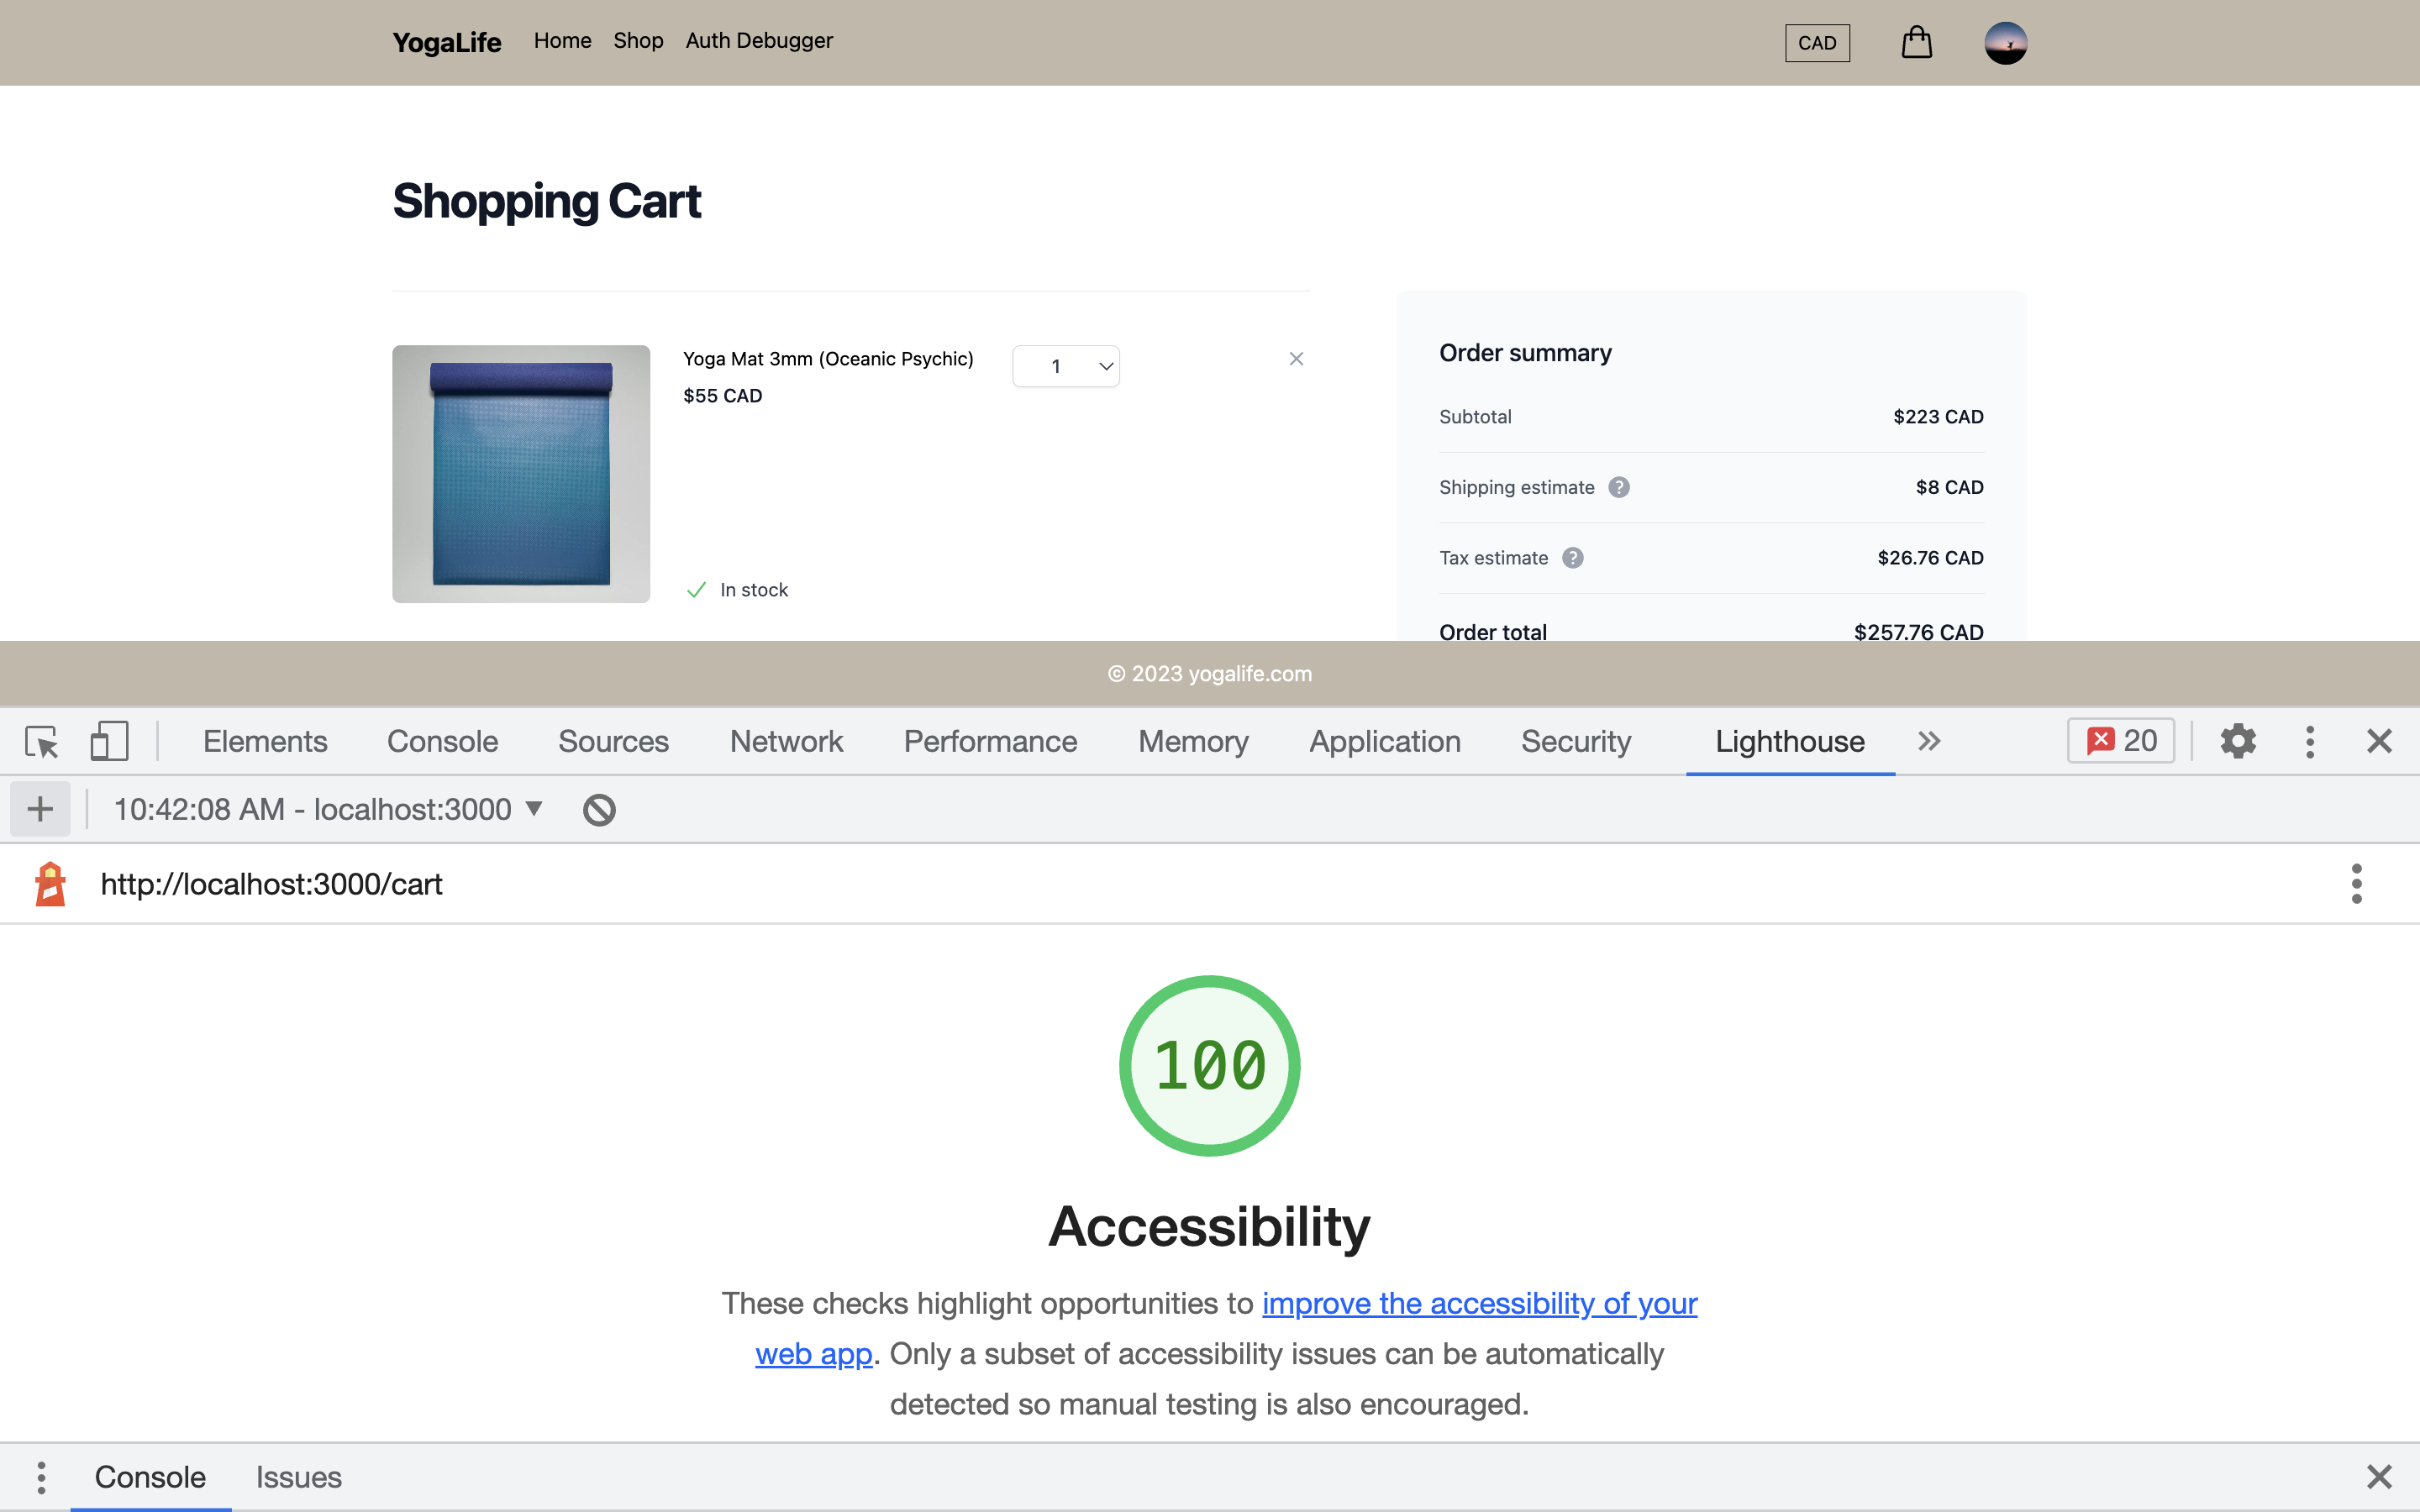 YogaLife Home Shop Auth Debugger CAD
Shopping Cart
Yoga Mat 3mm (Oceanic Psychic) 1
$55 CAD
In stock
Order summary
Subtotal $223 CAD
Shipping estimate ? $8 CAD
Tax estimate ? $26.76 CAD
Order total $257.76 CAD
© 2023 yogalife.com
Elements Console Sources Network Performance Memory Application Security Lighthouse 20
10:42:08 AM - localhost:3000
http://localhost:3000/cart
100
Accessibility
These checks highlight opportunities to improve the accessibility of your
web app. Only a subset of accessibility issues can be automatically
detected so manual testing is also encouraged.
Console Issues